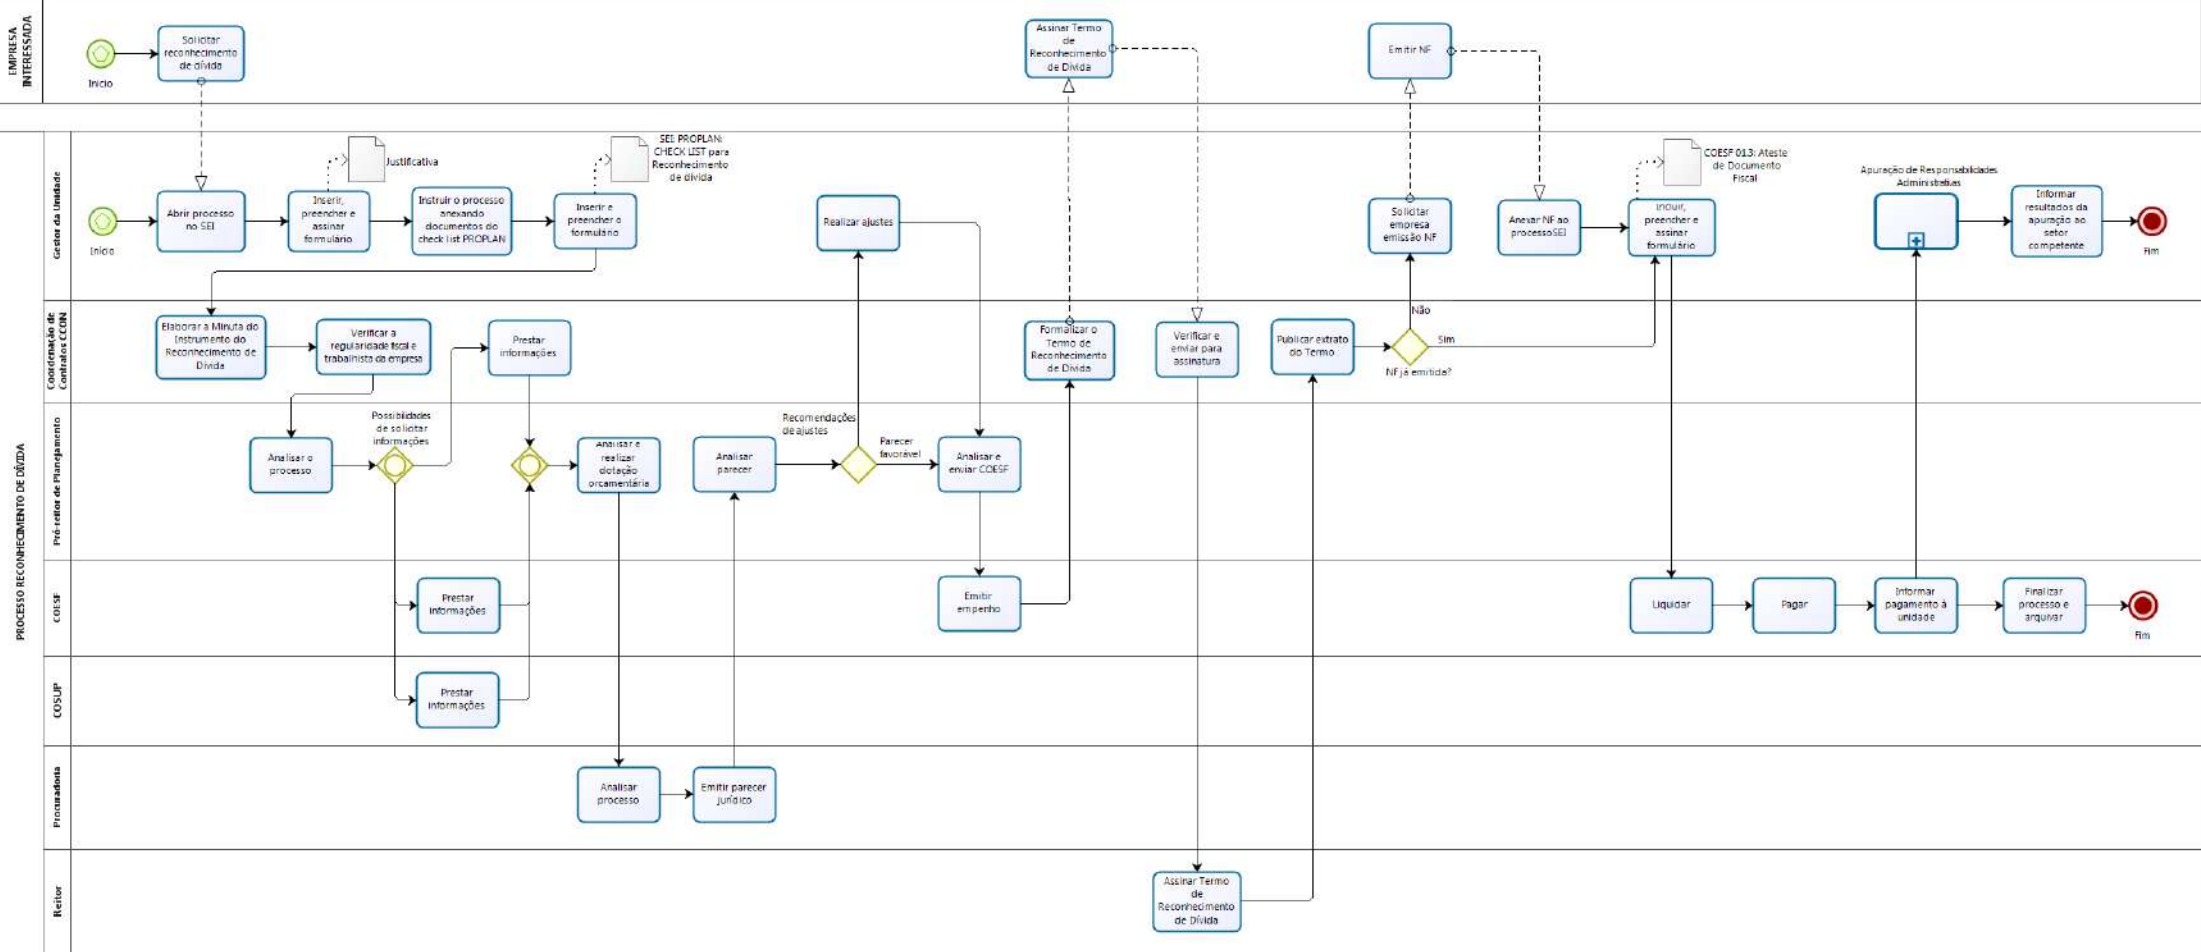 EMPRESA
INTERESSADA
Início
Solicitar
reconhecimento
de dívida
Assinar Termo
de
Reconhecimento
de Dívida
Emitir NF
PROCESSO RECONHECIMENTO DE DÍVIDA
Gestor da Unidade
Início
Abrir processo
no SEI
Inserir,
preencher e
assinar
formulário
Justificativa
Instruir o processo
anexando
documentos do
check list PROPLAN
Inserir e
preencher o
formulário
SEI: PROPLAN:
CHECK LIST para
Reconhecimento
de dívida
Realizar ajustes
Solicitar
empresa
emissão NF
Anexar NF ao
processo SEI
Incluir,
preencher e
assinar
formulário
COESF 013: Ateste
de Documento
Fiscal
Apuração de Responsabilidades
Administrativas
Informar
resultados da
apuração ao
setor
competente
Fim
Coordenação de
Contratos CCON
Elaborar a Minuta do
Instrumento do
Reconhecimento de
Dívida
Verificar a
regularidade fiscal e
trabalhista da empresa
Prestar
informações
Formalizar o
Termo de
Reconhecimento
de Dívida
Verificar e
enviar para
assinatura
Publicar extrato
do Termo
Não
Sim
NF já emitida?
Pró-reitor de Planejamento
Analisar o
processo
Possibilidades
de solicitar
informações
Analisar e
realizar
dotação
orçamentária
Analisar
parecer
Recomendações
de ajustes
Parecer
favorável
Analisar e
enviar COESF
COESF
Prestar
informações
Emitir
empenho
Liquidar
Pagar
Informar
pagamento à
unidade
Finalizar
processo e
arquivar
Fim
COSUP
Prestar
informações
Procuradoria
Analisar
processo
Emitir parecer
jurídico
Reitor
Assinar Termo
de
Reconhecimento
de Dívida